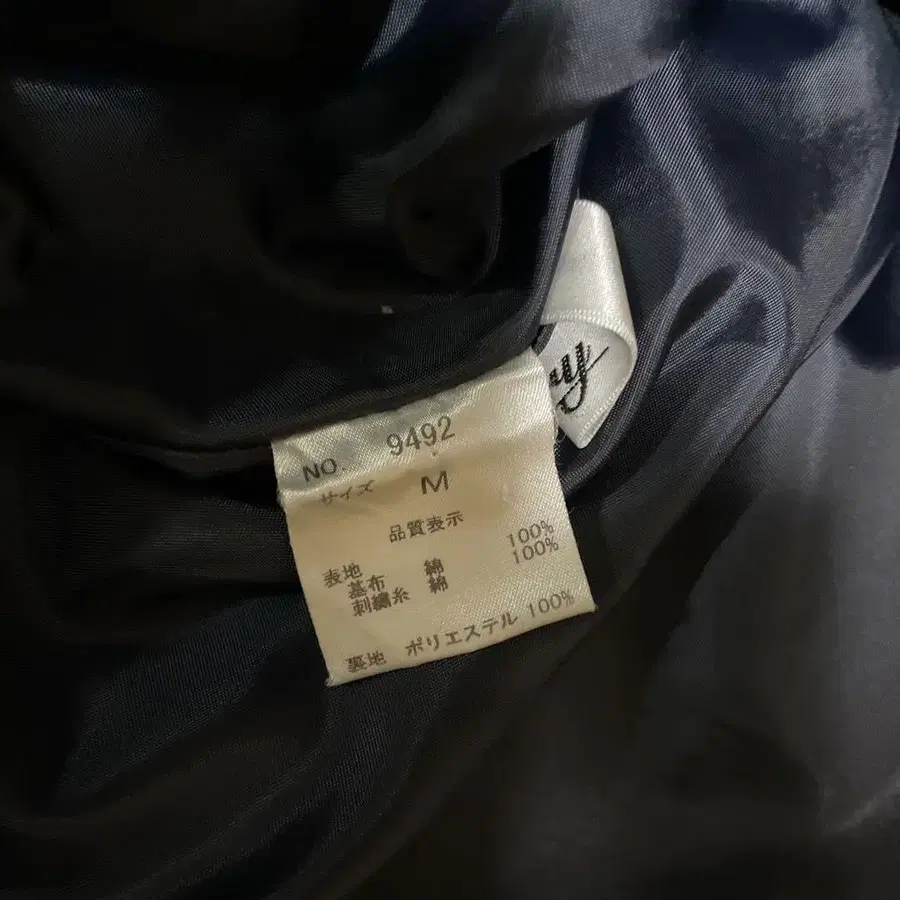 NO. 9492
サイズ M
品質表示
表地
基布 綿 100%
刺繍糸 綿 100%
裏地 ポリエステル 100%